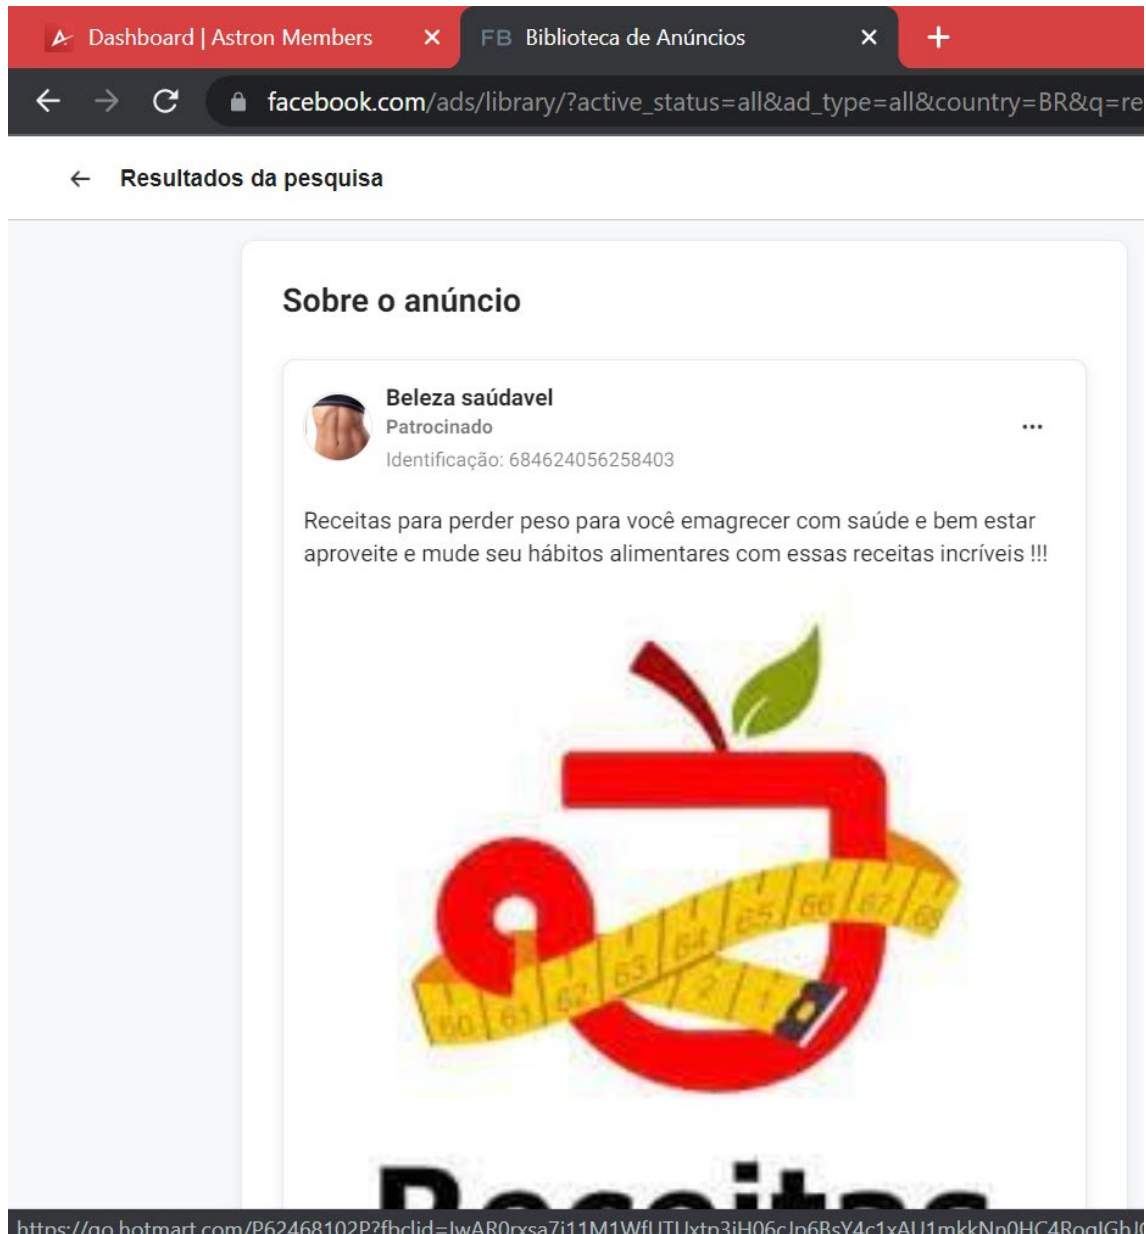 Dashboard | Astron Members
FB Biblioteca de Anúncios
facebook.com/ads/library/?active_status=all&ad_type=all&country=BR&q=re
Resultados da pesquisa
Sobre o anúncio
Beleza saúdavel
Patrocinado
Identificação: 684624056258403
Receitas para perder peso para você emagrecer com saúde e bem estar
aproveite e mude seu hábitos alimentares com essas receitas incríveis !!!
60 61 62 63 64 65 66 67 68
2 1
Receitas